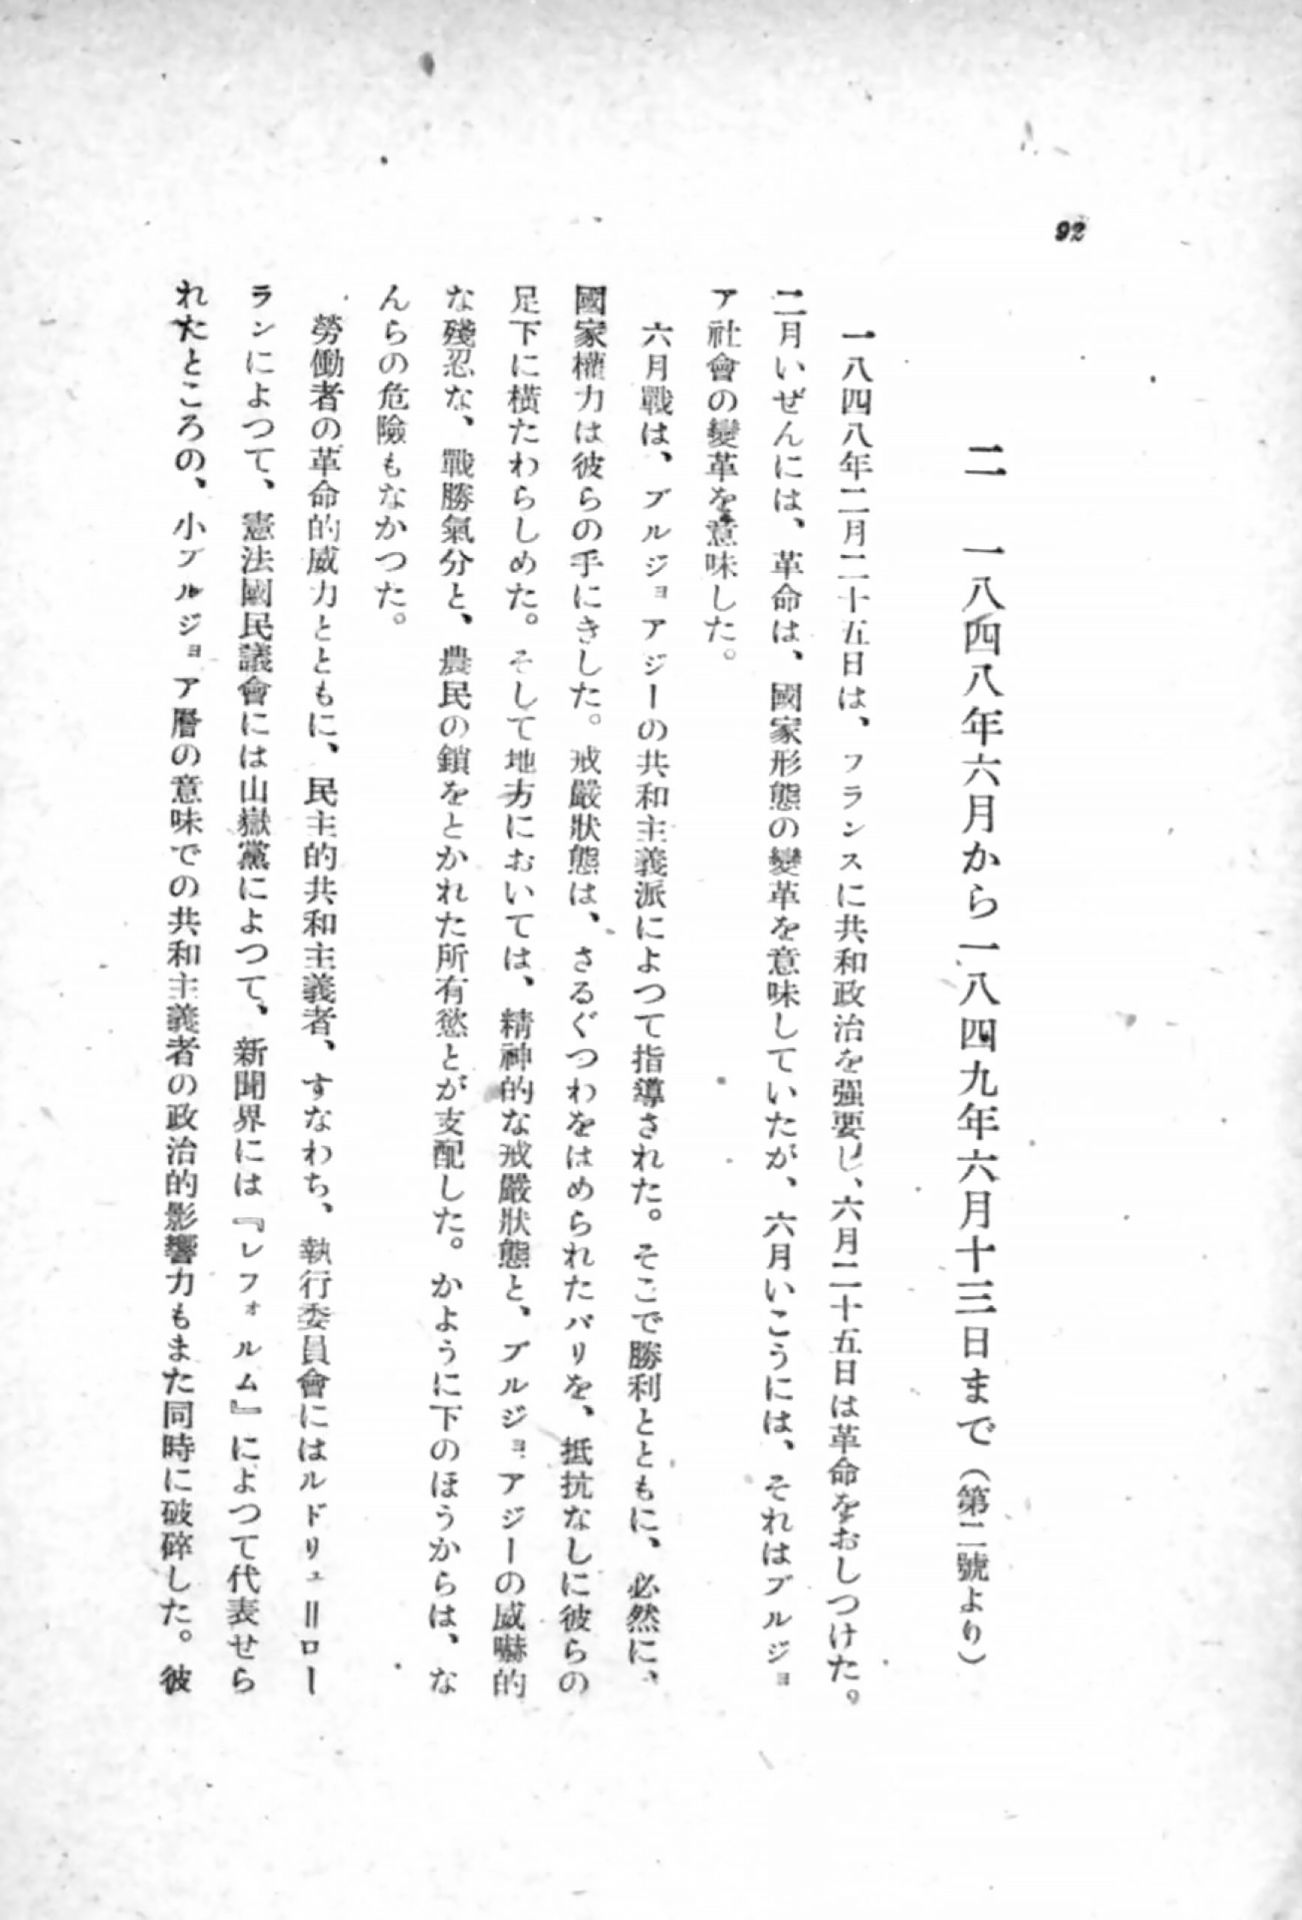 92
二 一八四八年六月から一八四九年六月十三日まで（第二號より）
一八四八年二月二十五日は、フランスに共和政治を强要し、六月二十五日は革命をおしつけた。
二月いぜんには、革命は、國家形態の變革を意味していたが、六月いこうには、それはブルジョ
ア社會の變革を意味した。
六月戰は、ブルジョアジーの共和主義派によつて指導された。そこで勝利とともに、必然に、
國家權力は彼らの手にきした。戒嚴狀態は、さるぐつわをはめられたパリを、抵抗なしに彼らの
足下に橫たわらしめた。そして地方においては、精神的な戒嚴狀態と、ブルジョアジーの威嚇的
な殘忍な、戰勝氣分と、農民の鎖をとかれた所有慾とが支配した。かように下のほうからは、な
んらの危險もなかつた。
勞働者の革命的威力とともに、民主的共和主義者、すなわち、執行委員會にはルドリュ＝ロー
ランによつて、憲法國民議會には山嶽黨によつて、新聞界には『レフォルム』によつて代表せら
れたところの、小ブルジョア層の意味での共和主義者の政治的影響力もまた同時に破碎した。彼